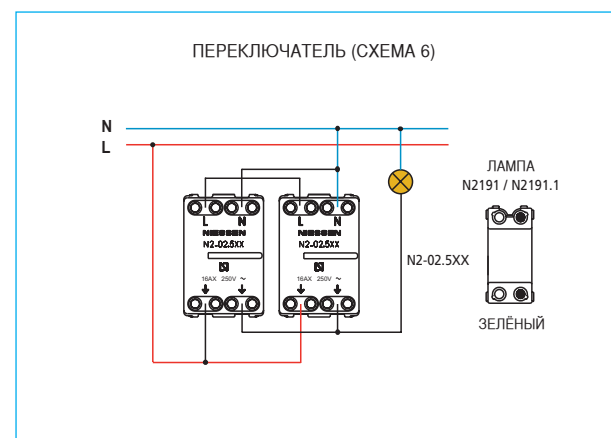 ПЕРЕКЛЮЧАТЕЛЬ (СХЕМА 6)
N
L
ЛАМПА
N2191 / N2191.1
L N
NIESSEN
N2-02.5XX
16AX 250V ~
L N
NIESSEN
N2-02.5XX
16AX 250V ~
N2-02.5XX
ЗЕЛЁНЫЙ